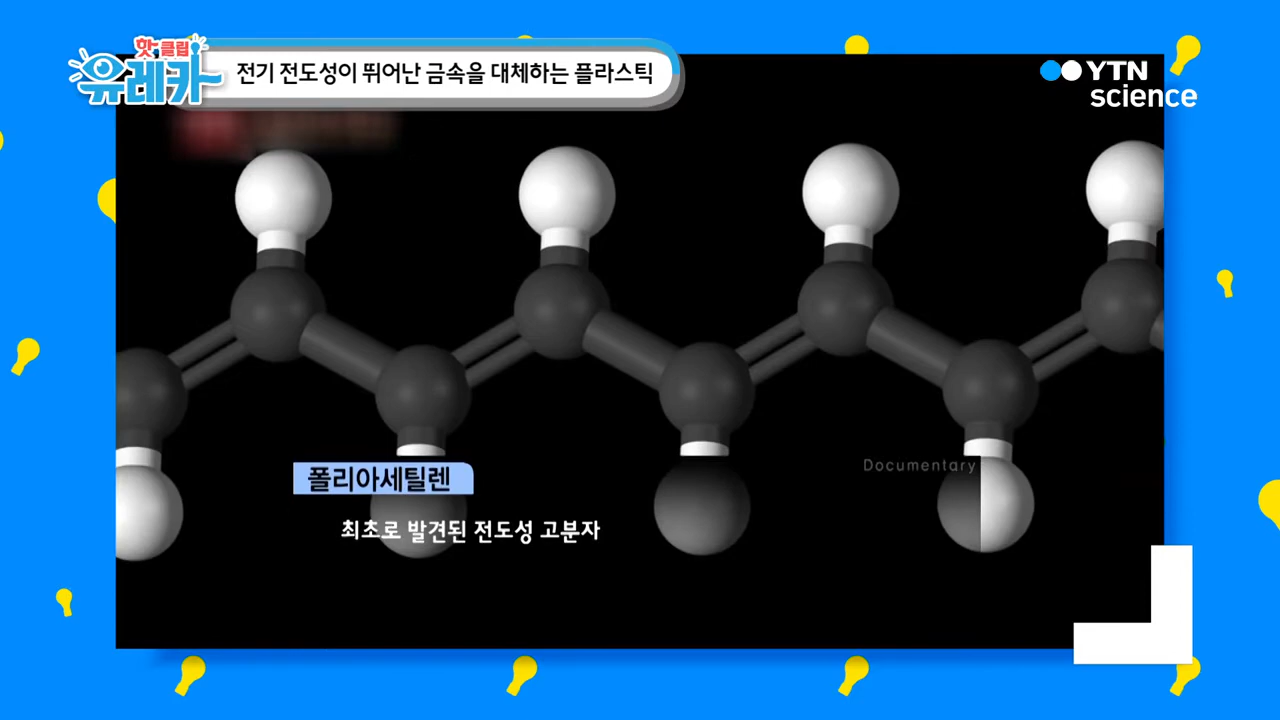 핫클립
유레카
전기 전도성이 뛰어난 금속을 대체하는 플라스틱
YTN
science
폴리아세틸렌
Documentary
최초로 발견된 전도성 고분자